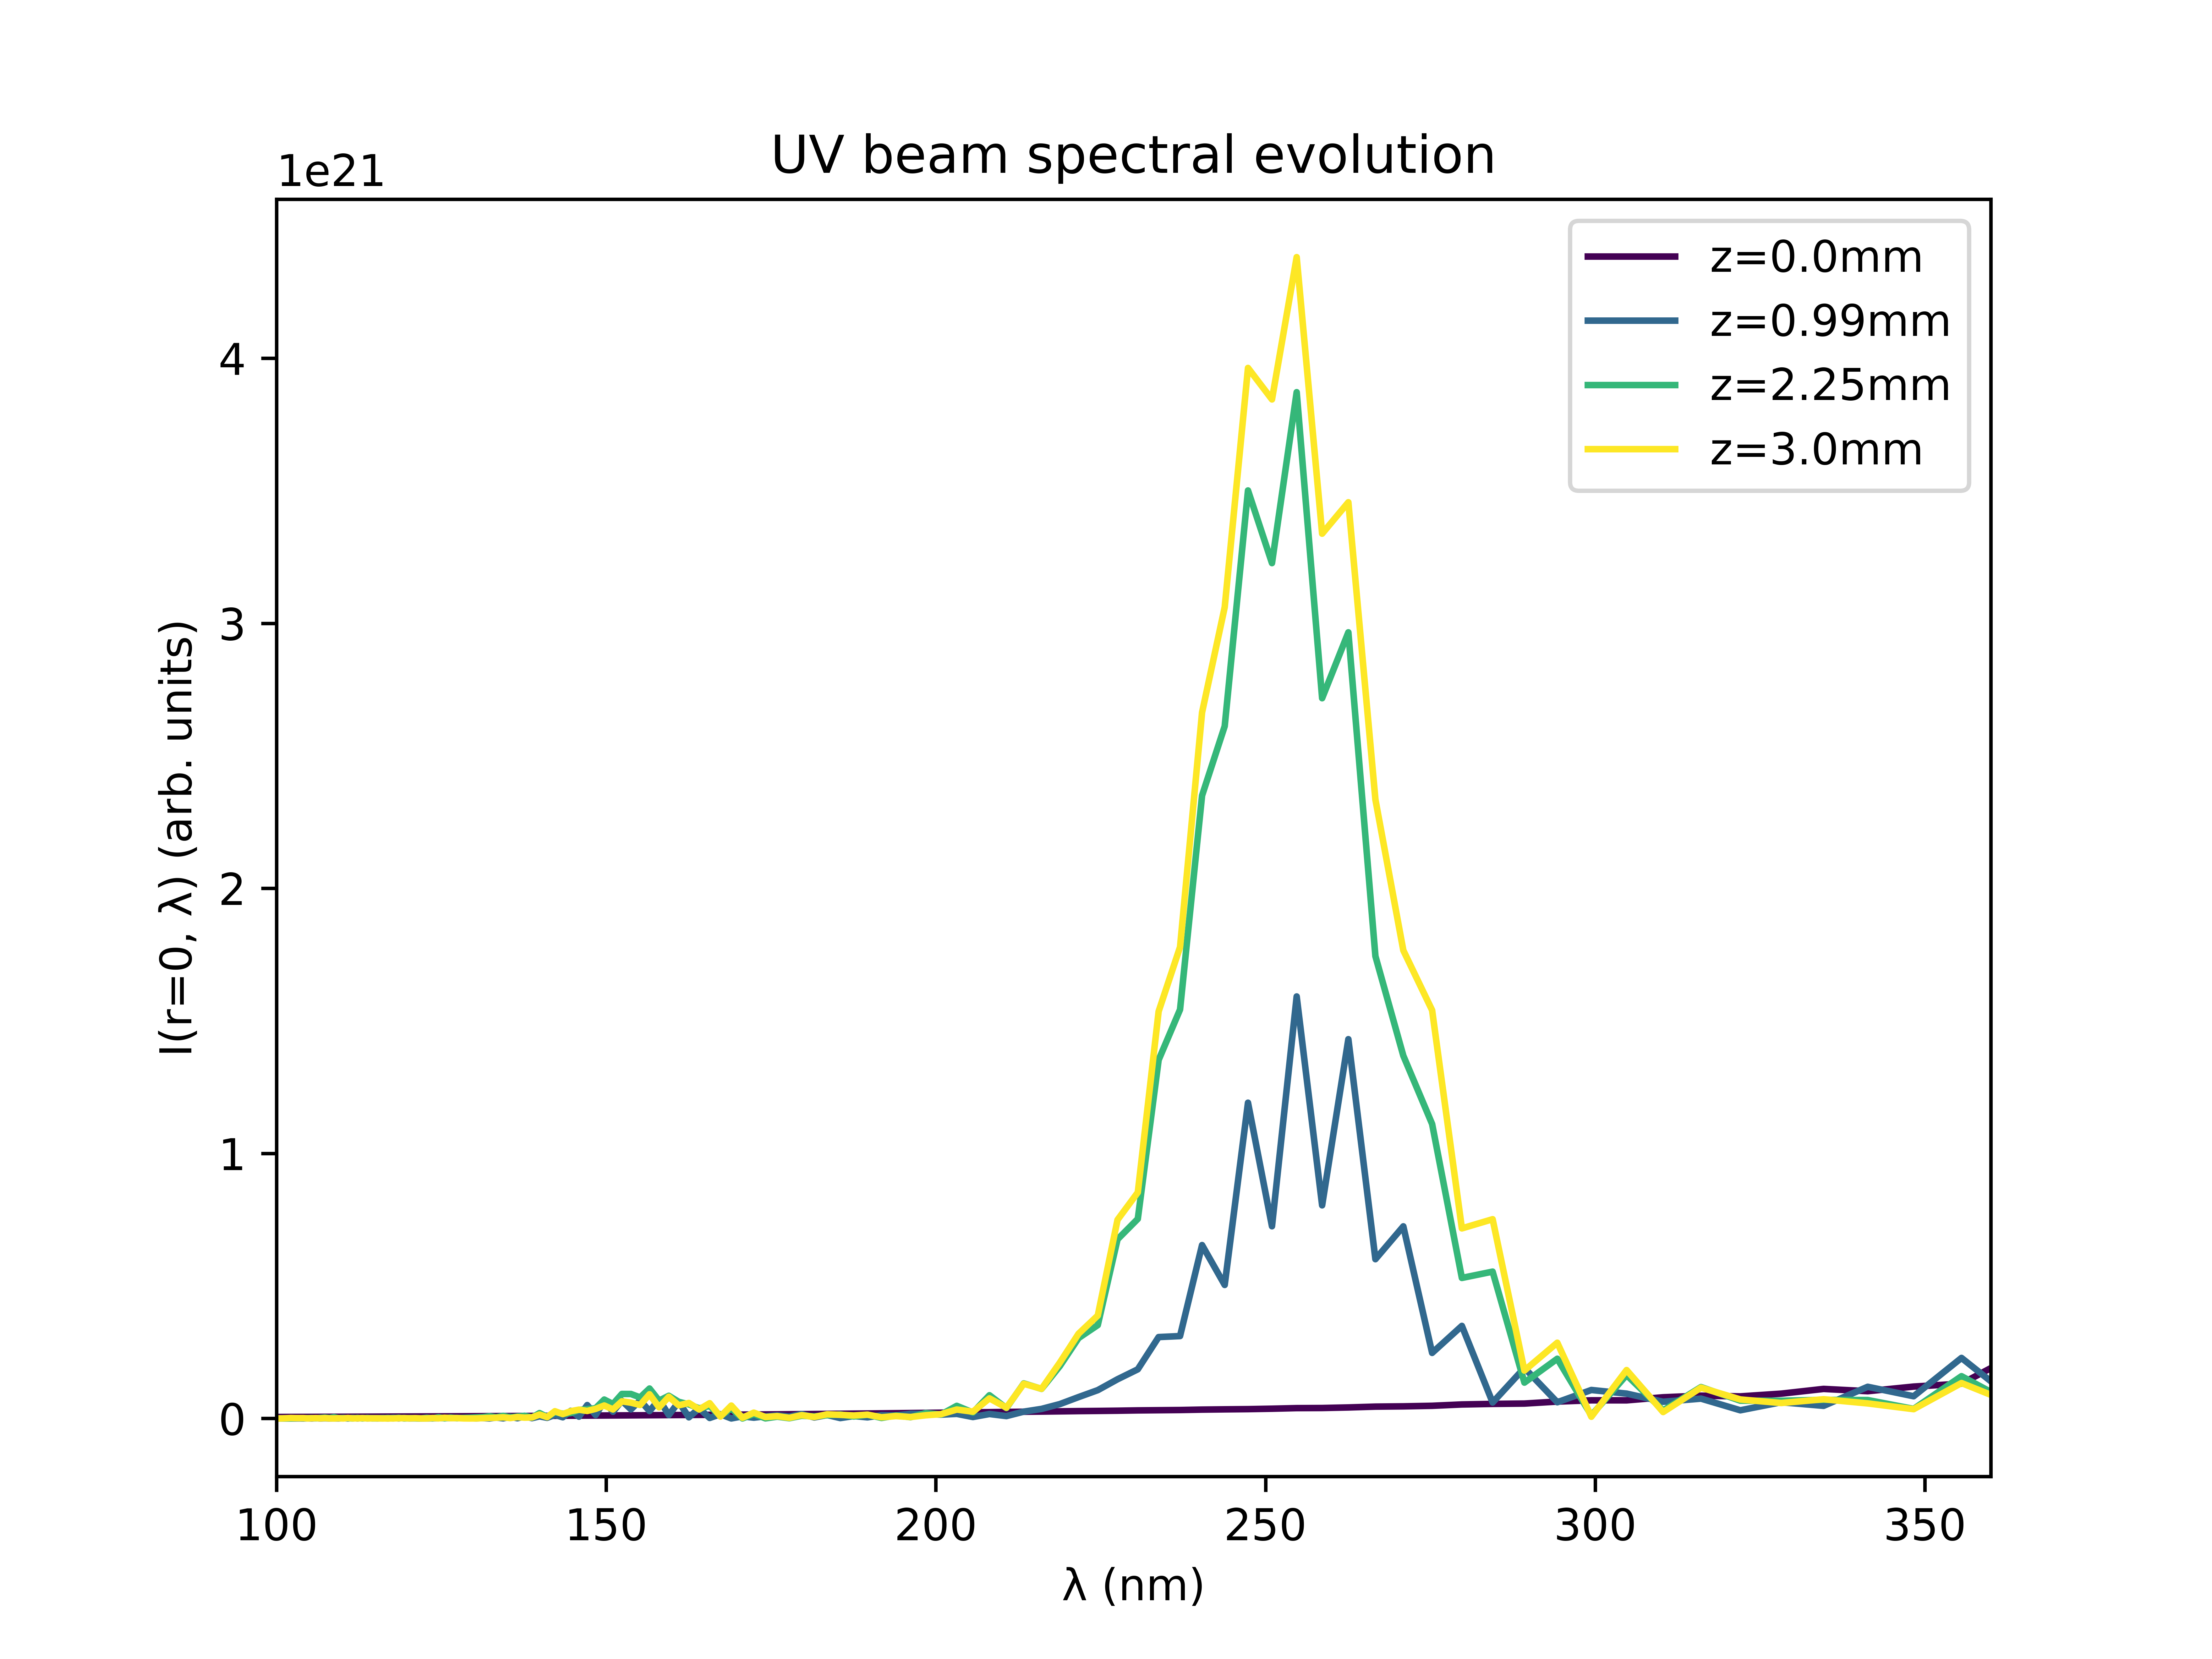 UV beam spectral evolution
1e21
z=0.0mm
z=0.99mm
z=2.25mm
z=3.0mm
I(r=0, λ) (arb. units)
4
3
2
1
0
100 150 200 250 300 350
λ (nm)